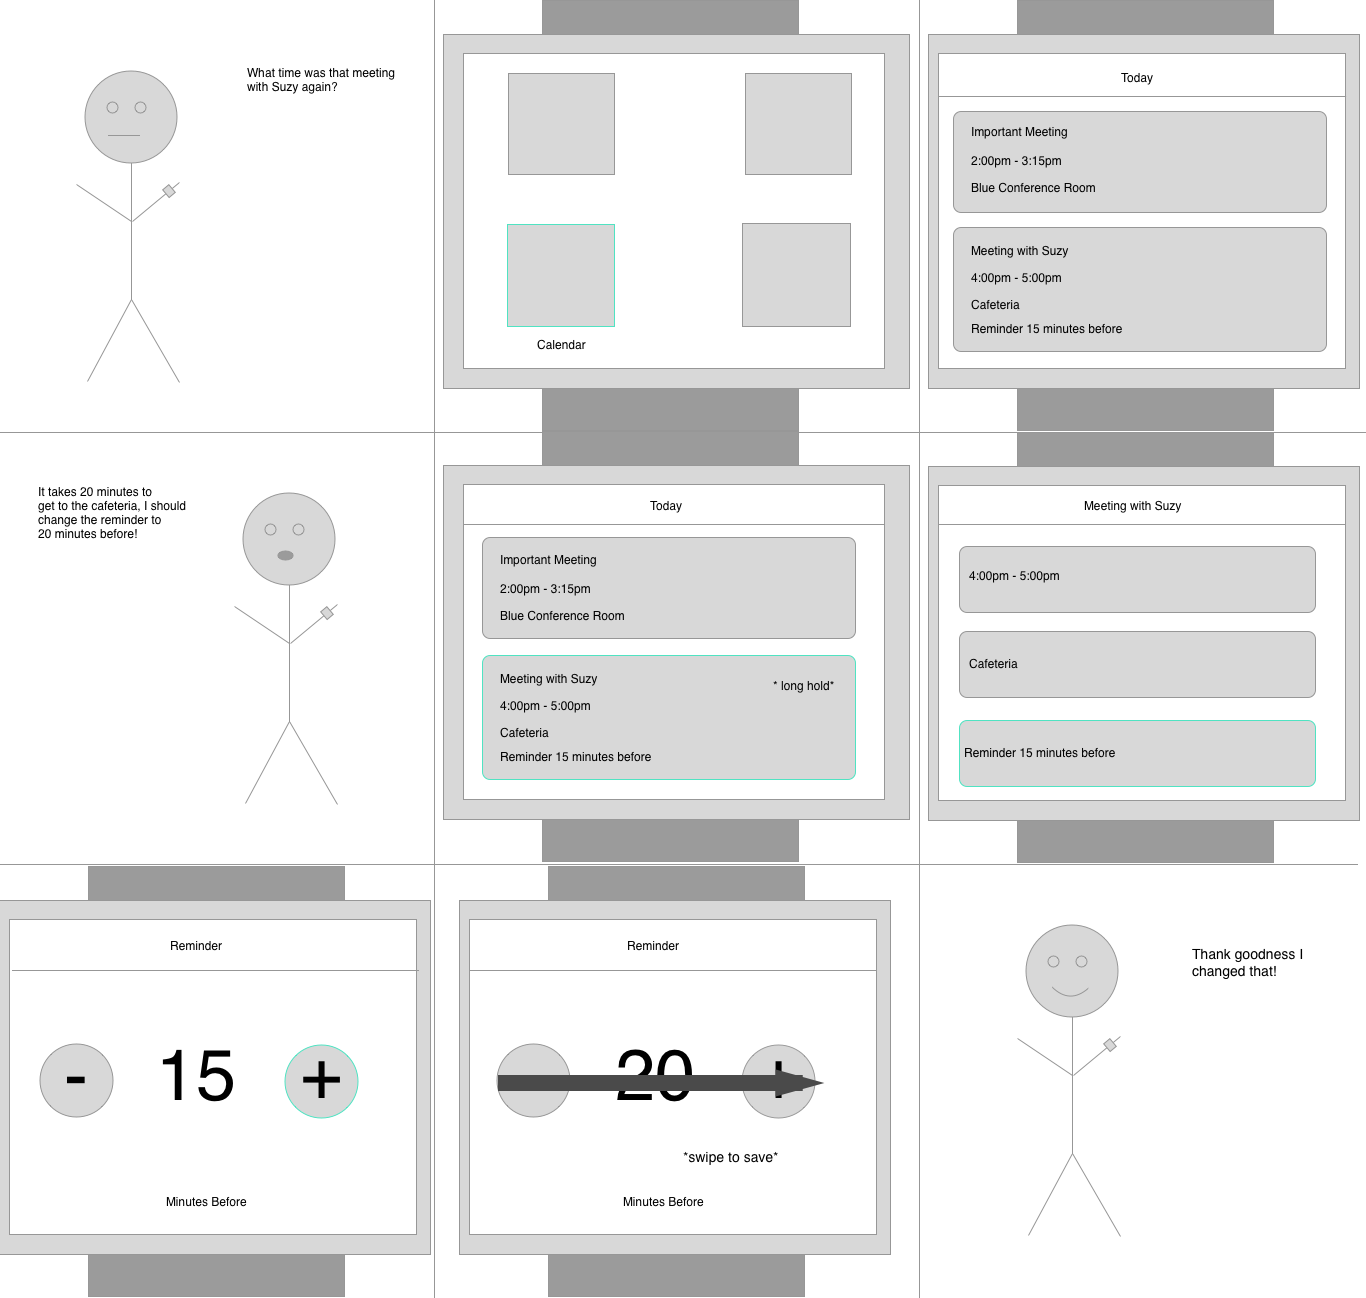 What time was that meeting
with Suzy again?
Calendar
Today
Important Meeting
2:00pm - 3:15pm
Blue Conference Room
Meeting with Suzy
4:00pm - 5:00pm
Cafeteria
Reminder 15 minutes before
It takes 20 minutes to
get to the cafeteria, I should
change the reminder to
20 minutes before!
Today
Important Meeting
2:00pm - 3:15pm
Blue Conference Room
Meeting with Suzy
* long hold*
4:00pm - 5:00pm
Cafeteria
Reminder 15 minutes before
Meeting with Suzy
4:00pm - 5:00pm
Cafeteria
Reminder 15 minutes before
Reminder
- 15 +
Minutes Before
Reminder
20 +
*swipe to save*
Minutes Before
Thank goodness I
changed that!